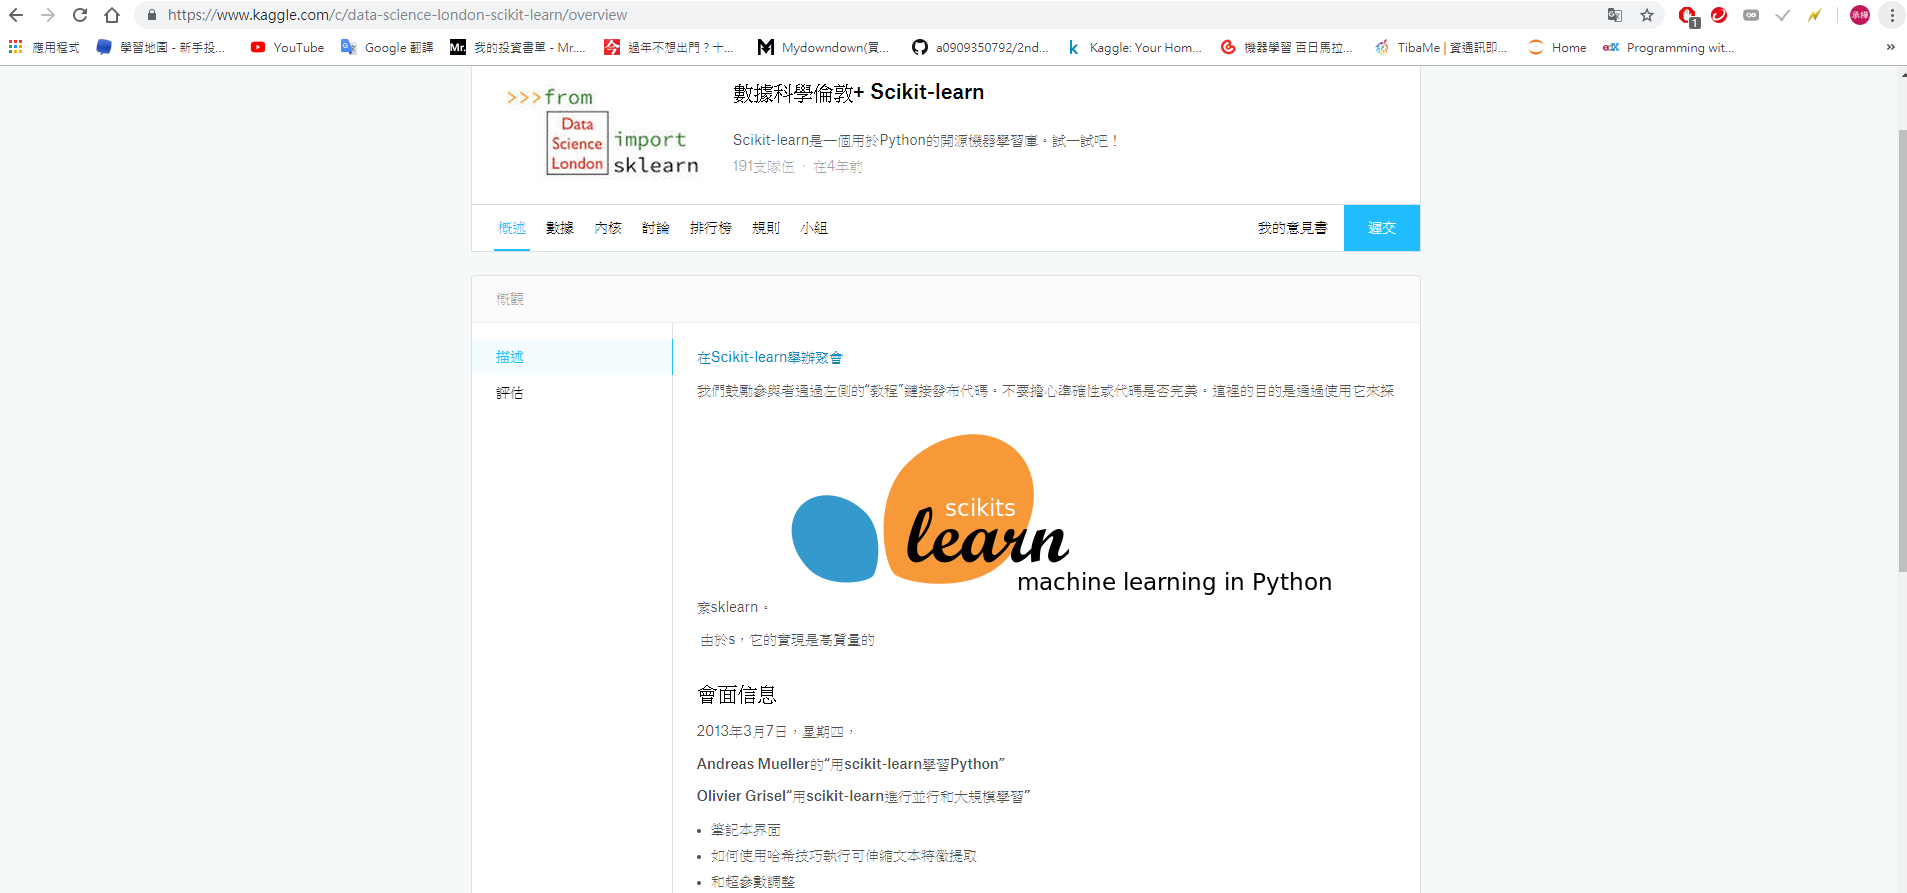 https://www.kaggle.com/c/data-science-london-scikit-learn/overview
1
承樺
應用程式
學習地圖 - 新手投...
YouTube
Google 翻譯
Mr. 我的投資書單 - Mr....
今 過年不想出門？十...
Mydowndown(買...
a0909350792/2nd...
k Kaggle: Your Hom...
機器學習 百日馬拉...
TibaMe | 資通訊即...
Home
edX Programming wit...
»
>>>from
Data
Science
London
import
sklearn
數據科學倫敦+ Scikit-learn
Scikit-learn是一個用於Python的開源機器學習庫。試一試吧！
191支隊伍 · 在4年前
概述 數據 內核 討論 排行榜 規則 小組 我的意見書 遞交
概觀
描述
評估
在Scikit-learn舉辦聚會
我們鼓勵參與者通過左側的“教程”鏈接發布代碼。不要擔心準確性或代碼是否完美。這裡的目的是通過使用它來探
scikits
learn
machine learning in Python
索sklearn。
由於s，它的實現是高質量的
會面信息
2013年3月7日，星期四，
Andreas Mueller的“用scikit-learn學習Python”
Olivier Grisel“用scikit-learn進行並行和大規模學習”
• 筆記本界面
• 如何使用哈希技巧執行可伸縮文本特徵提取
• 和超參數調整